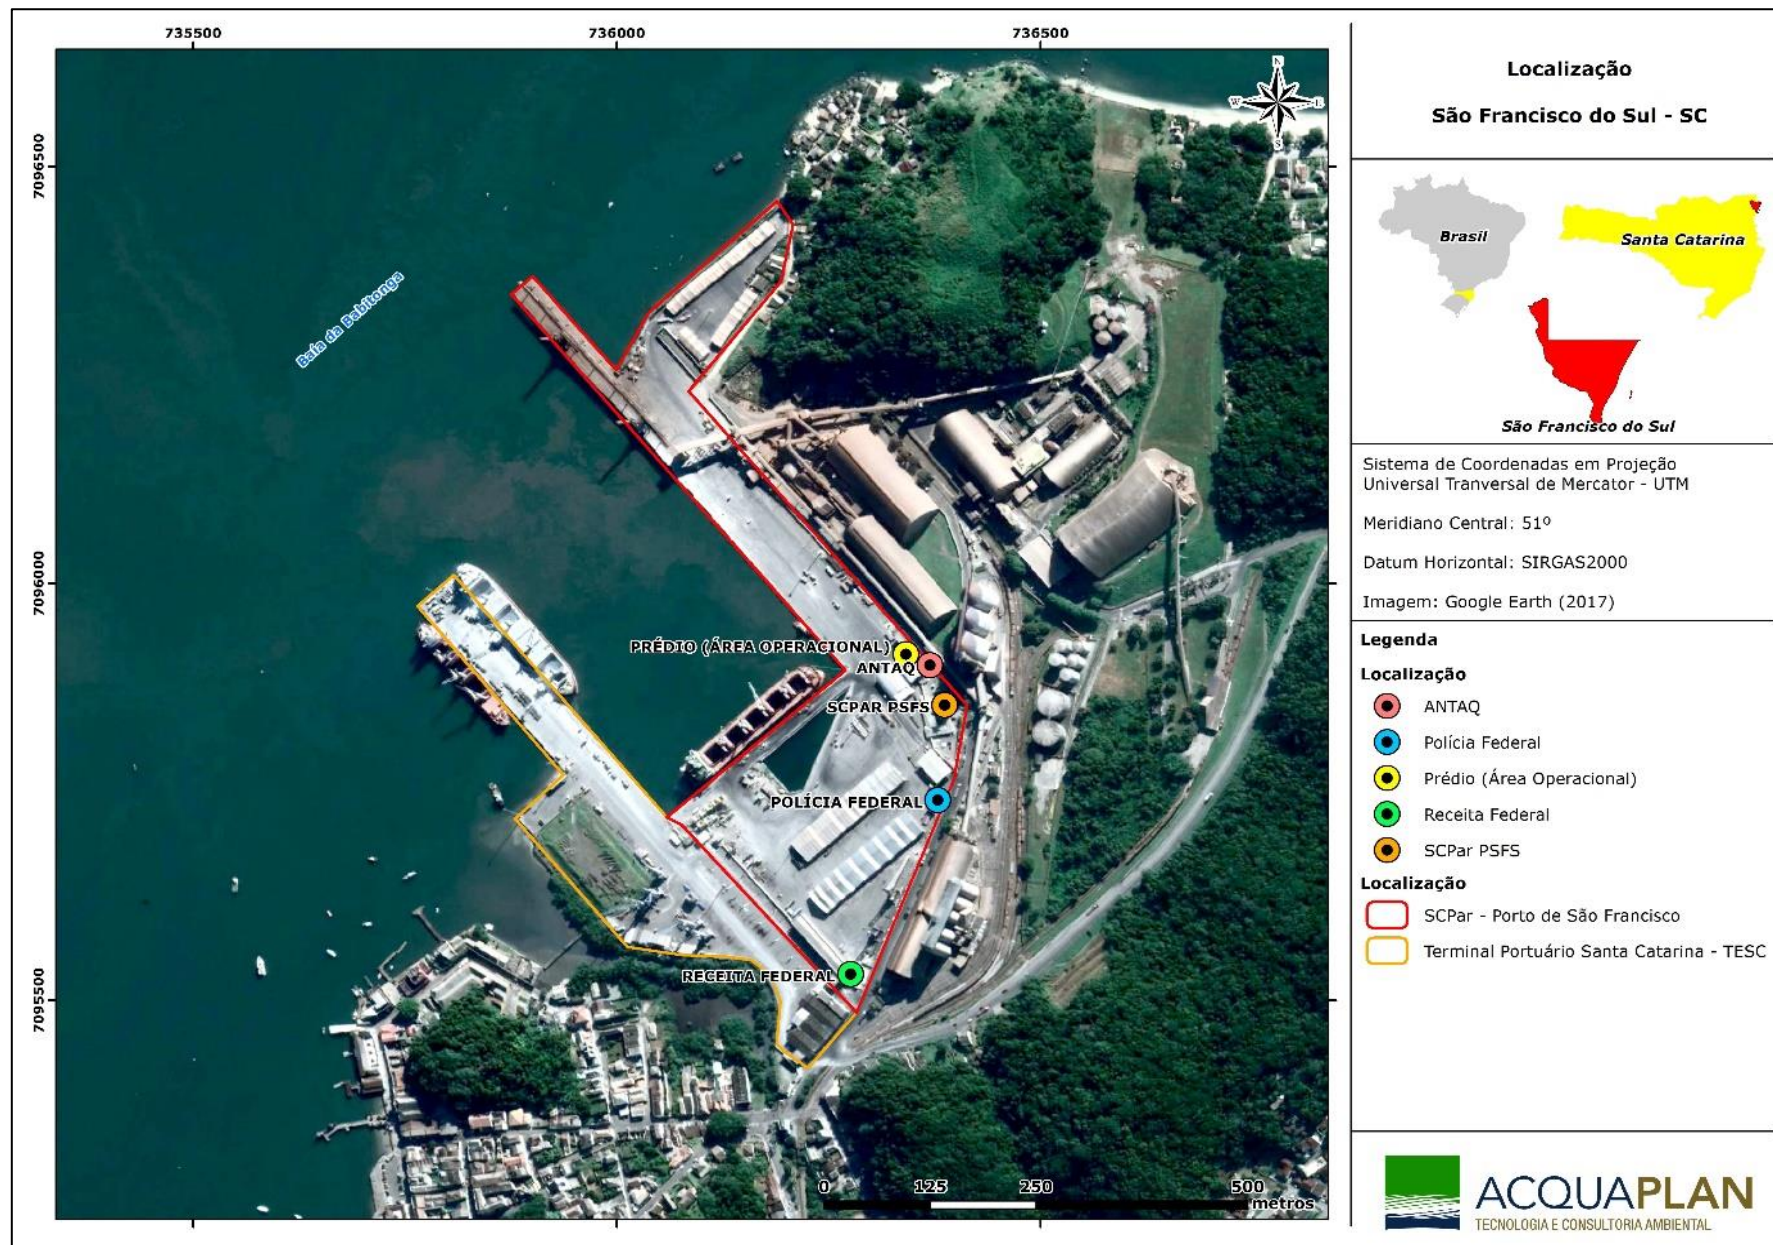 735500
736000
736500
7096500
7096000
7095500
N
W
E
S
Baía da Babitonga
PRÉDIO (ÁREA OPERACIONAL)
ANTAQ
SCPAR PSFS
POLÍCIA FEDERAL
RECEITA FEDERAL
0 125 250 500
metros
Localização
São Francisco do Sul - SC
Brasil
Santa Catarina
São Francisco do Sul
Sistema de Coordenadas em Projeção
Universal Tranversal de Mercator - UTM
Meridiano Central: 51º
Datum Horizontal: SIRGAS2000
Imagem: Google Earth (2017)
Legenda
Localização
ANTAQ
Polícia Federal
Prédio (Área Operacional)
Receita Federal
SCPar PSFS
Localização
SCPar - Porto de São Francisco
Terminal Portuário Santa Catarina - TESC
ACQUAPLAN
TECNOLOGIA E CONSULTORIA AMBIENTAL